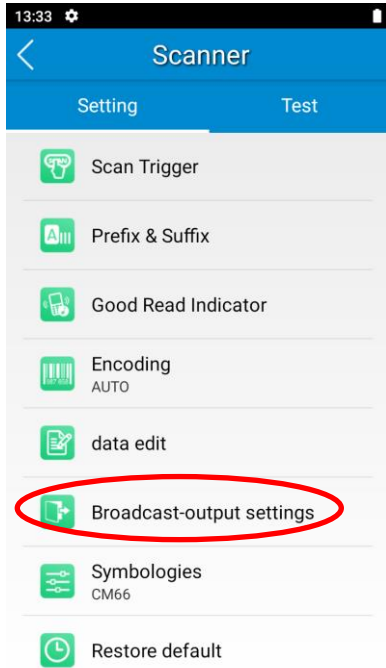 13:33
Scanner
Setting Test
Scan Trigger
Prefix & Suffix
Good Read Indicator
Encoding
AUTO
data edit
Broadcast-output settings
Symbologies
CM66
Restore default